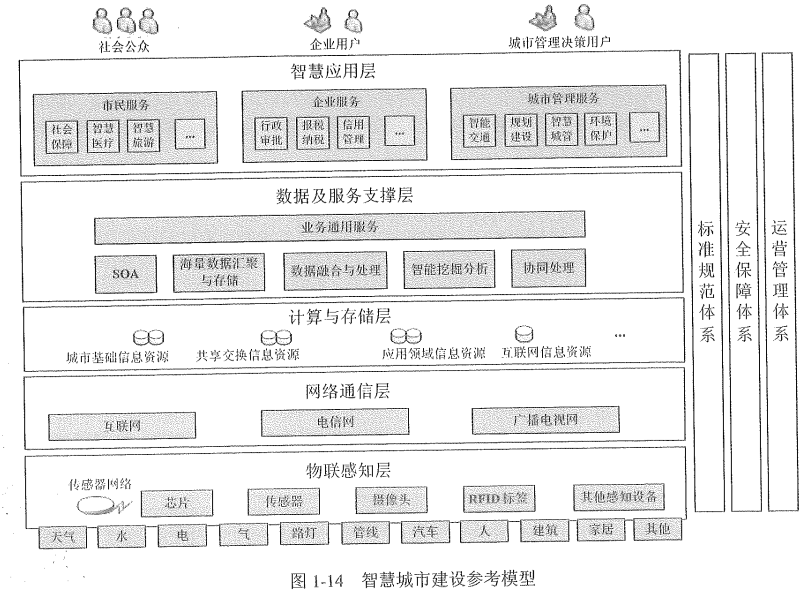 社会公众
企业用户
城市管理决策用户
智慧应用层
市民服务
社会
保障
智慧
医疗
智慧
旅游
...
企业服务
行政
审批
报税
纳税
信用
管理
...
城市管理服务
智能
交通
规划
建设
智慧
城管
环境
保护
...
数据及服务支撑层
业务通用服务
SOA
海量数据汇聚
与存储
数据融合与处理
智能挖掘分析
协同处理
计算与存储层
城市基础信息资源
共享交换信息资源
应用领域信息资源
互联网信息资源
...
网络通信层
互联网
电信网
广播电视网
物联感知层
传感器网络
芯片
传感器
摄像头
RFID 标签
其他感知设备
天气
水
电
气
路灯
管线
汽车
人
建筑
家居
其他
标准规范体系
安全保障体系
运营管理体系
图 1-14 智慧城市建设参考模型